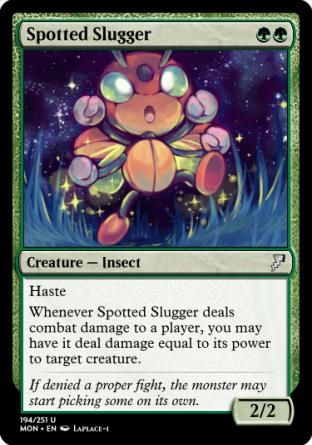 Spotted Slugger
Creature — Insect
Haste
Whenever Spotted Slugger deals
combat damage to a player, you may
have it deal damage equal to its power
to target creature.
If denied a proper fight, the monster may
start picking some on its own.
2/2
194/251 U
MON • EN LAPLACE-1